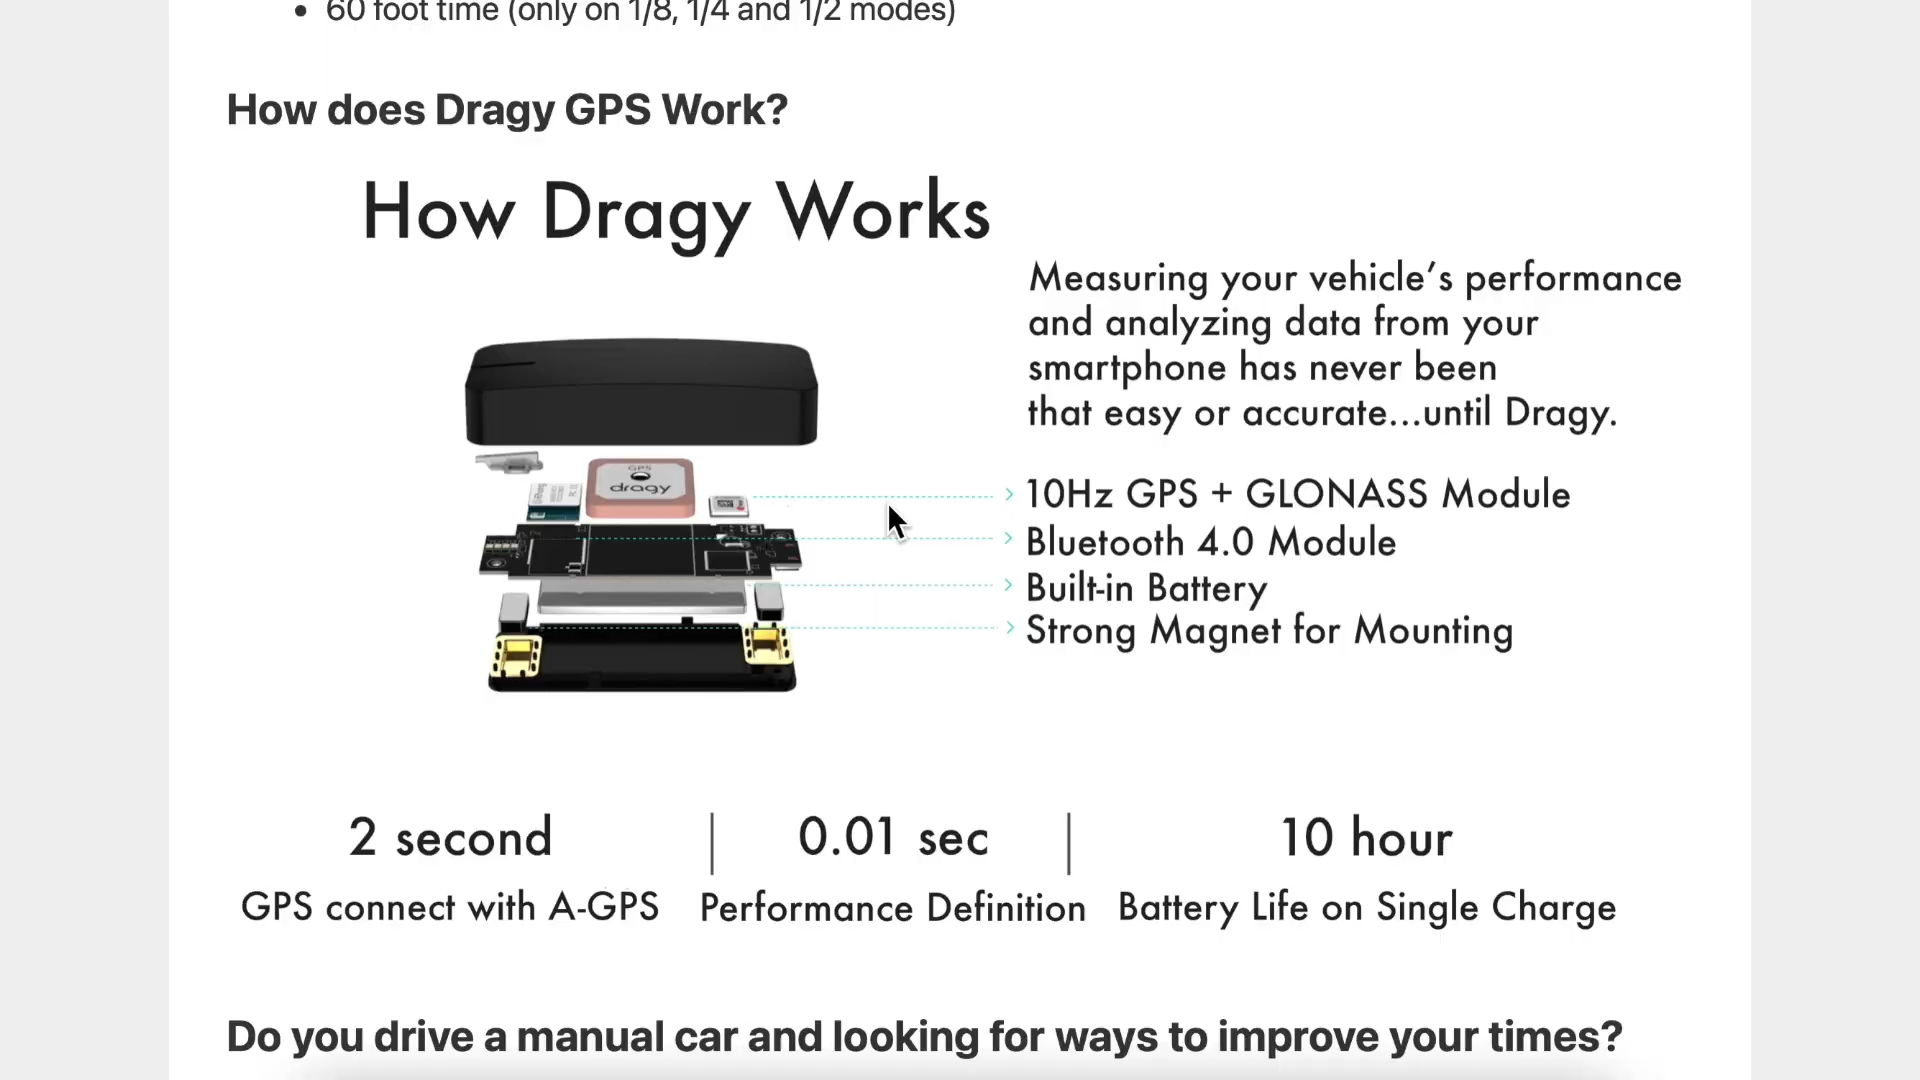 • 60 foot time (only on 1/8, 1/4 and 1/2 modes)
How does Dragy GPS Work?
How Dragy Works
Measuring your vehicle’s performance
and analyzing data from your
smartphone has never been
that easy or accurate...until Dragy.
GPS
dragy
10Hz GPS + GLONASS Module
Bluetooth 4.0 Module
Built-in Battery
Strong Magnet for Mounting
2 second
GPS connect with A-GPS
0.01 sec
Performance Definition
10 hour
Battery Life on Single Charge
Do you drive a manual car and looking for ways to improve your times?